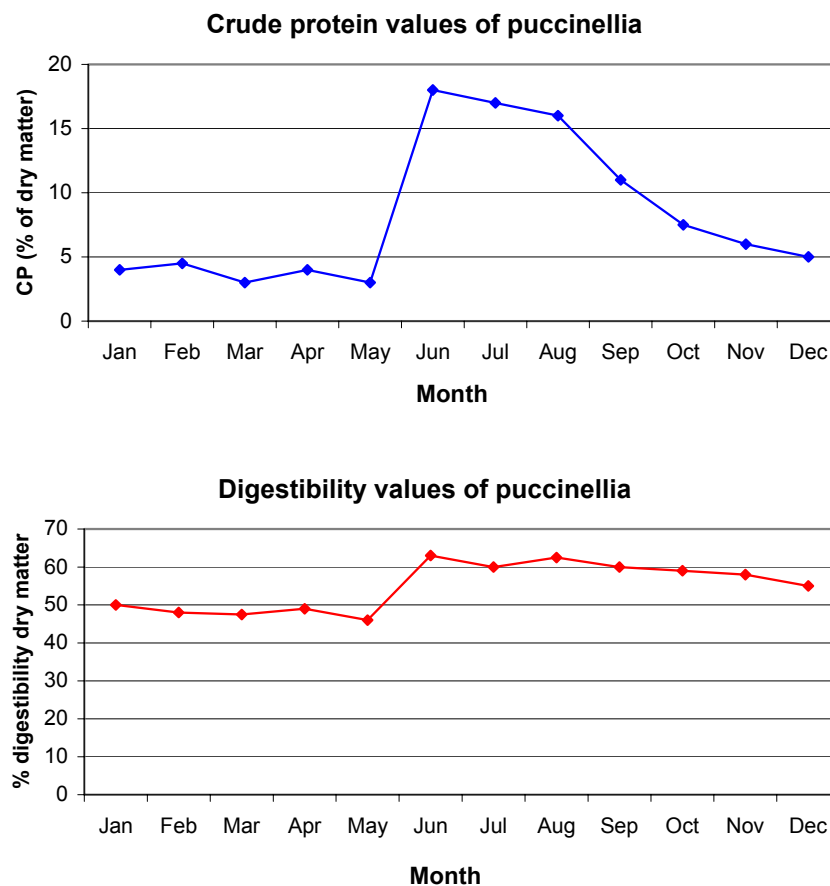 Crude protein values of puccinellia
CP (% of dry matter)
20
15
10
5
0
Jan Feb Mar Apr May Jun Jul Aug Sep Oct Nov Dec
Month
Digestibility values of puccinellia
% digestibility dry matter
70
60
50
40
30
20
10
0
Jan Feb Mar Apr May Jun Jul Aug Sep Oct Nov Dec
Month